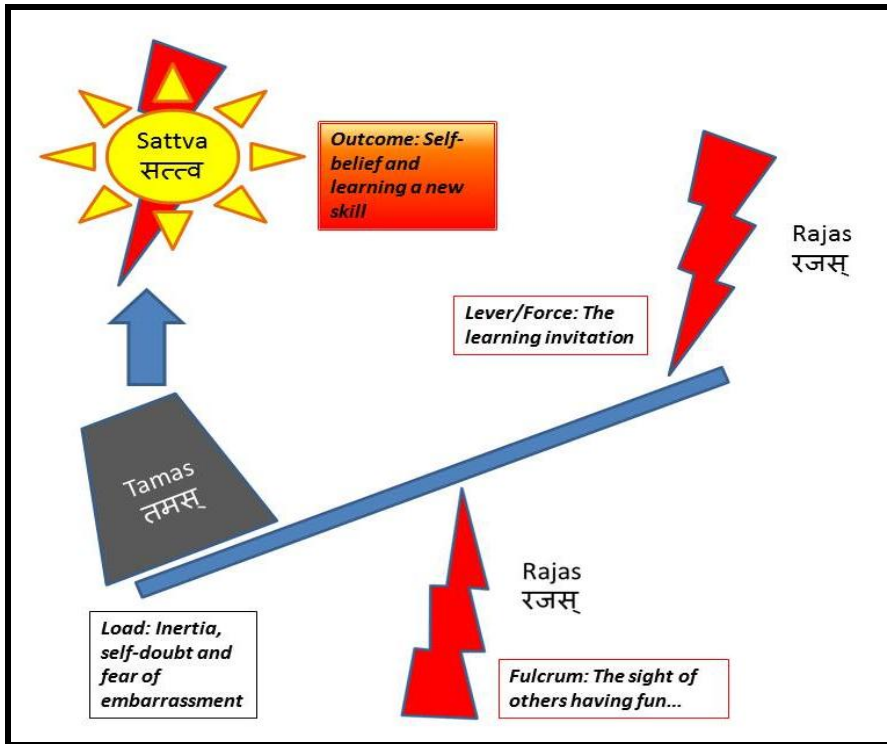 Sattva
सत्त्व
Outcome: Self-
belief and
learning a new
skill
Rajas
रजस्
Lever/Force: The
learning invitation
Tamas
तमस्
Rajas
रजस्
Load: Inertia,
self-doubt and
fear of
embarrassment
Fulcrum: The sight of
others having fun...